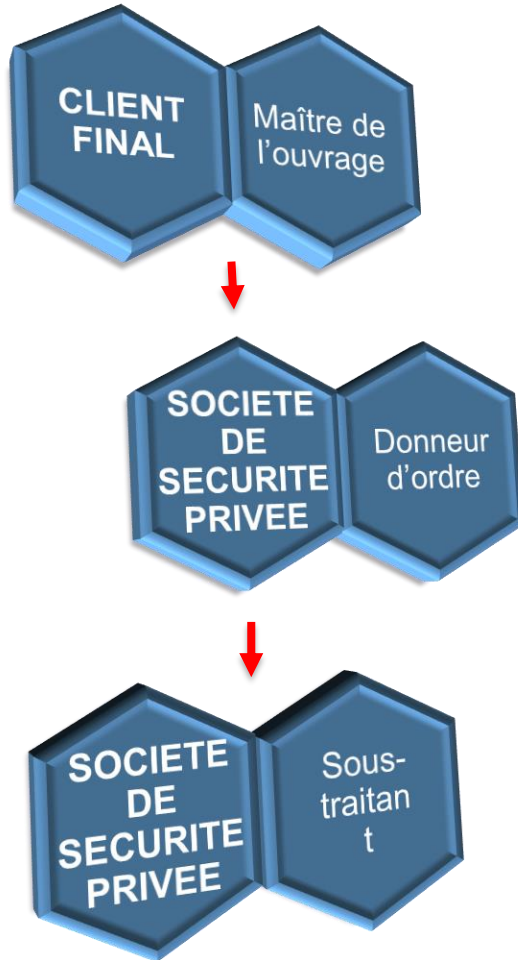 CLIENT
FINAL
Maître de
l'ouvrage
SOCIETE
DE
SECURITE
PRIVEE
Donneur
d'ordre
SOCIETE
DE
SECURITE
PRIVEE
Sous-
traitan
t